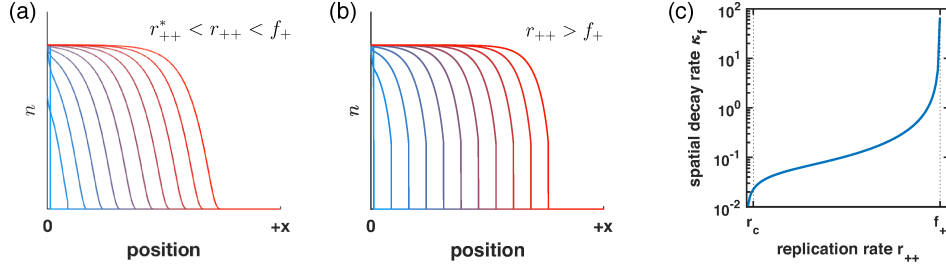 (a)
r*++ < r++ < f+
n
0
+x
position
(b)
r++ > f+
n
0
+x
position
(c)
10^2
10^1
10^0
10^-1
10^-2
spatial decay rate κf
rc
f+
replication rate r++